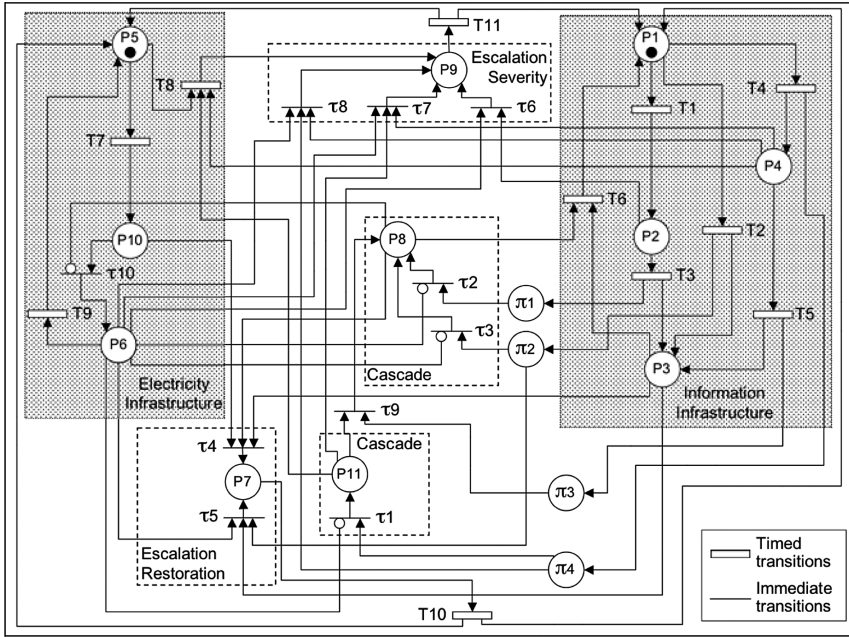 T11
P5
P1
T8
P9
Escalation
Severity
T4
τ8
τ7
τ6
T1
T7
P4
T6
P10
P8
P2
T2
τ10
τ2
T3
π1
T9
τ3
T5
P6
π2
P3
Electricity
Infrastructure
Cascade
Information
Infrastructure
τ9
τ4
Cascade
P7
P11
π3
τ5
τ1
Escalation
Restoration
π4
Timed
transitions
Immediate
transitions
T10